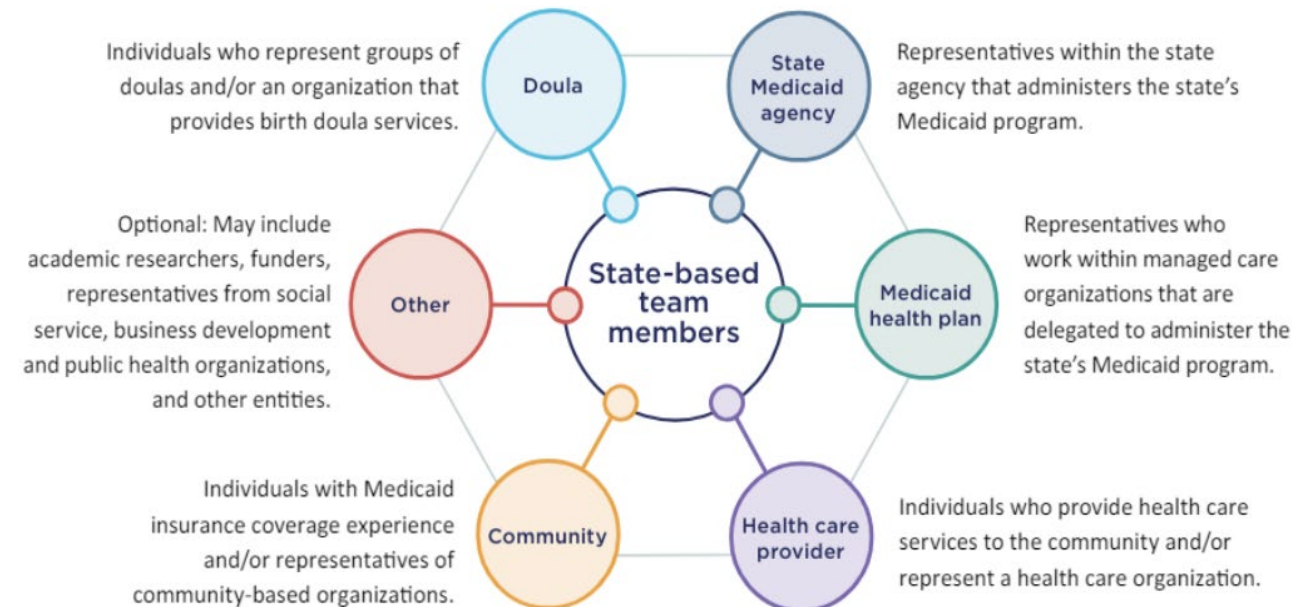 Individuals who represent groups of
doulas and/or an organization that
provides birth doula services.
Doula
State
Medicaid
agency
Representatives within the state
agency that administers the state's
Medicaid program.
Optional: May include
academic researchers, funders,
representatives from social
service, business development
and public health organizations,
and other entities.
Other
State-based
team
members
Medicaid
health plan
Representatives who
work within managed care
organizations that are
delegated to administer the
state's Medicaid program.
Individuals with Medicaid
insurance coverage experience
and/or representatives of
community-based organizations.
Community
Health care
provider
Individuals who provide health care
services to the community and/or
represent a health care organization.